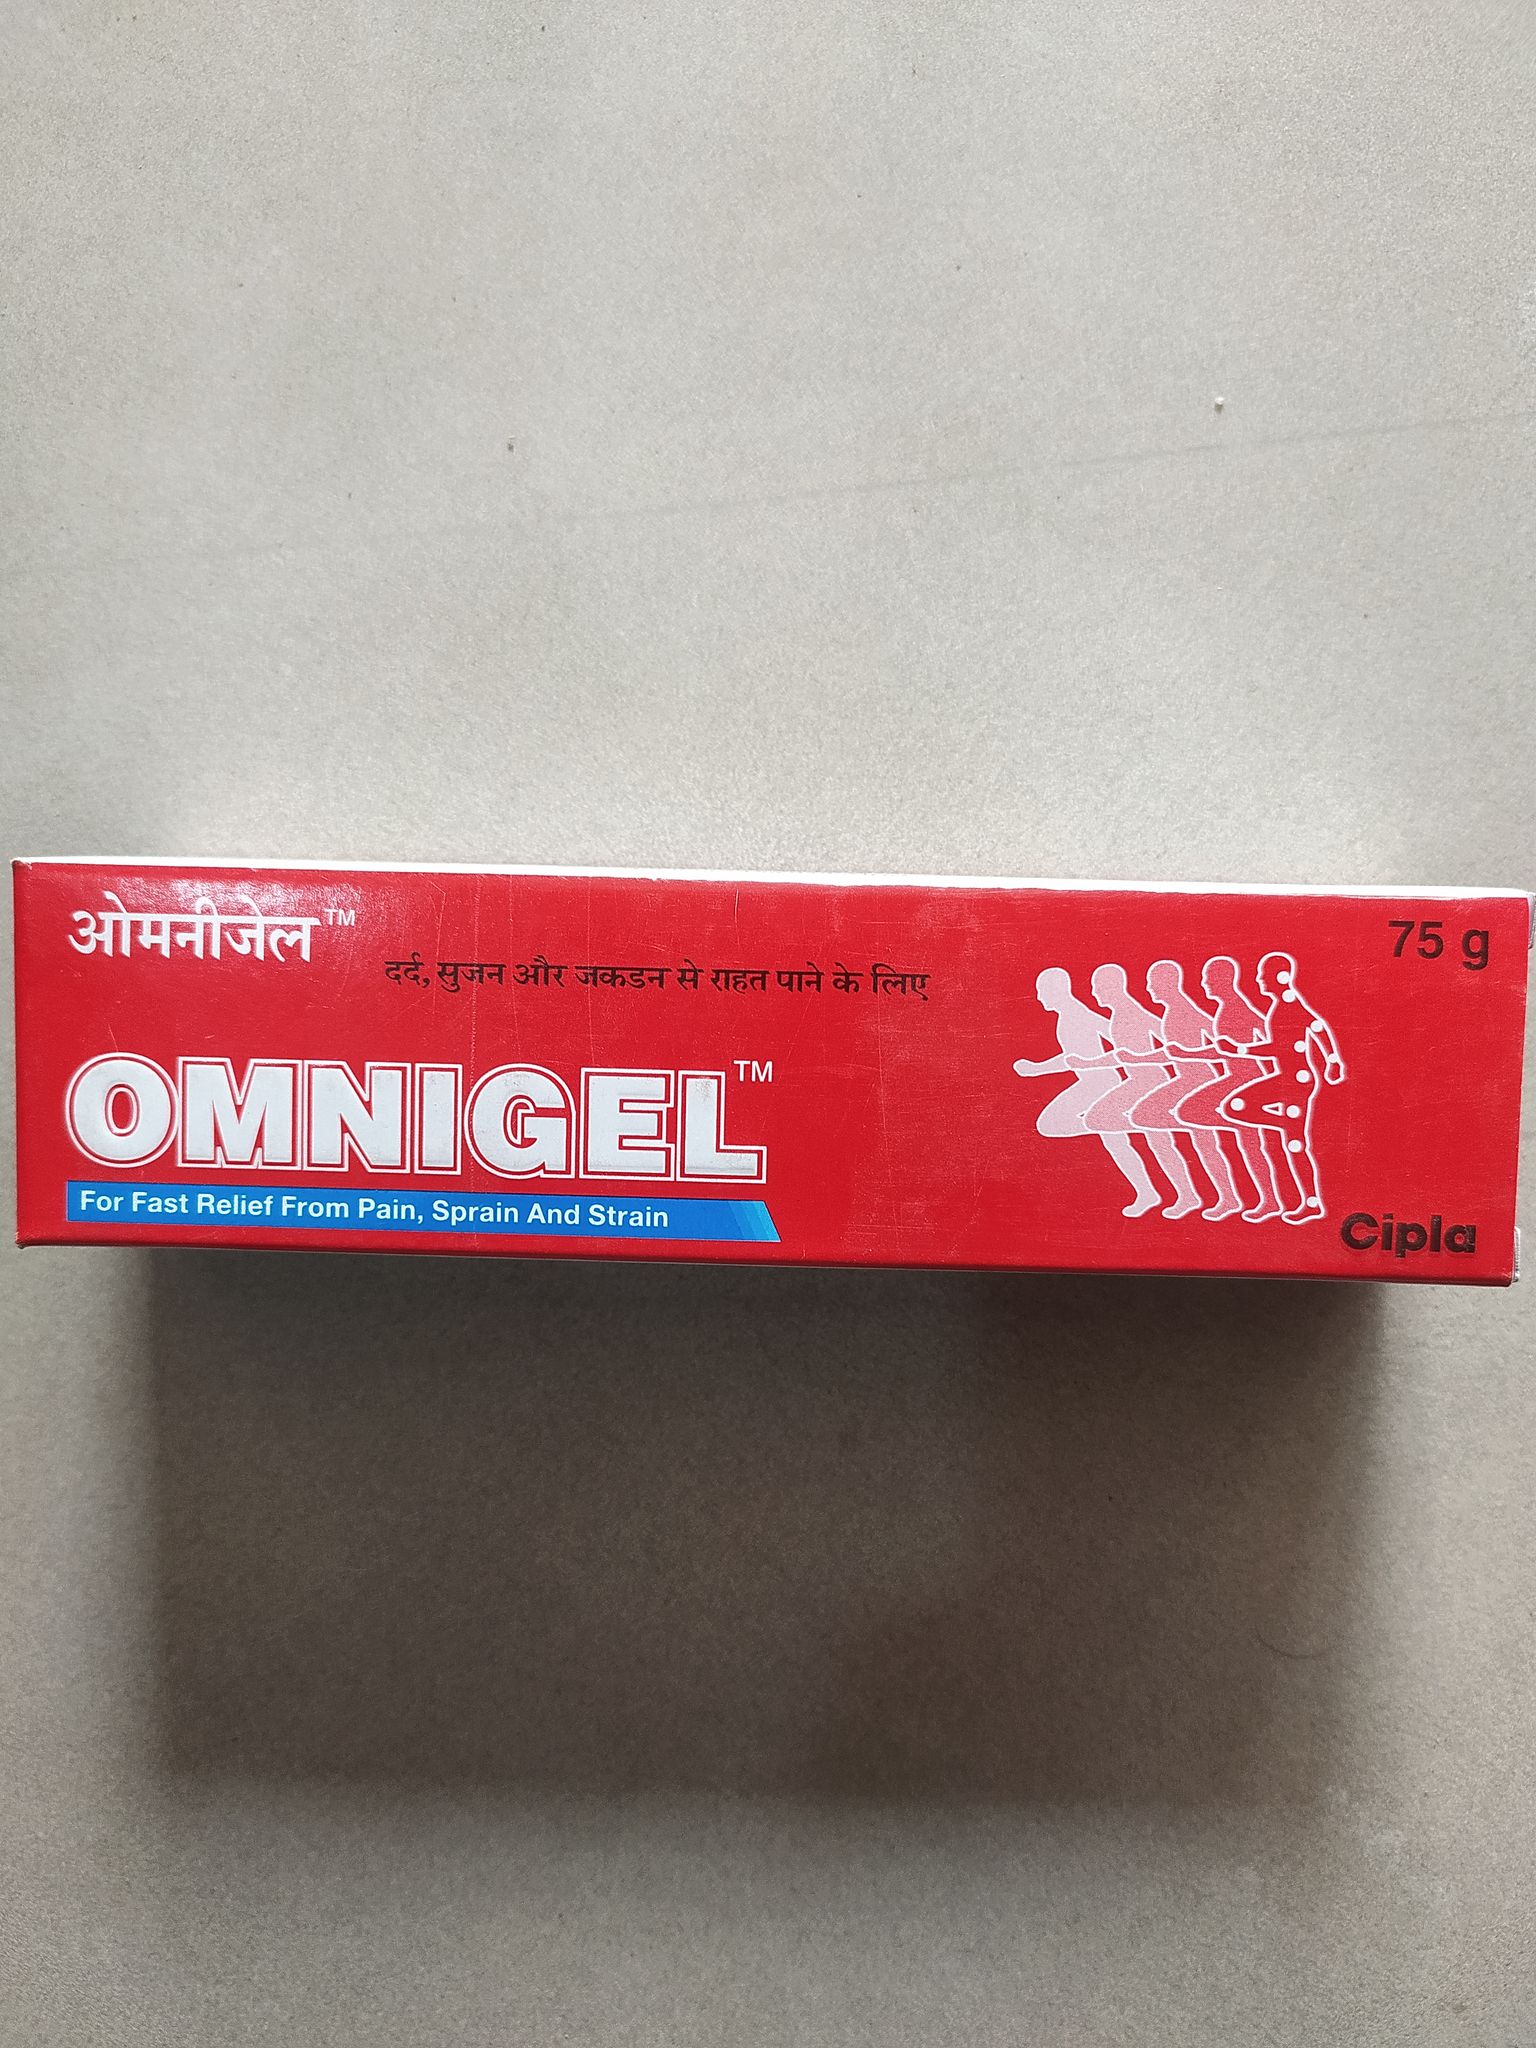 ओमनीजेल™
75 g
दर्द, सुजन और जकडन से राहत पाने के लिए
OMNIGEL™
For Fast Relief From Pain, Sprain And Strain
Cipla